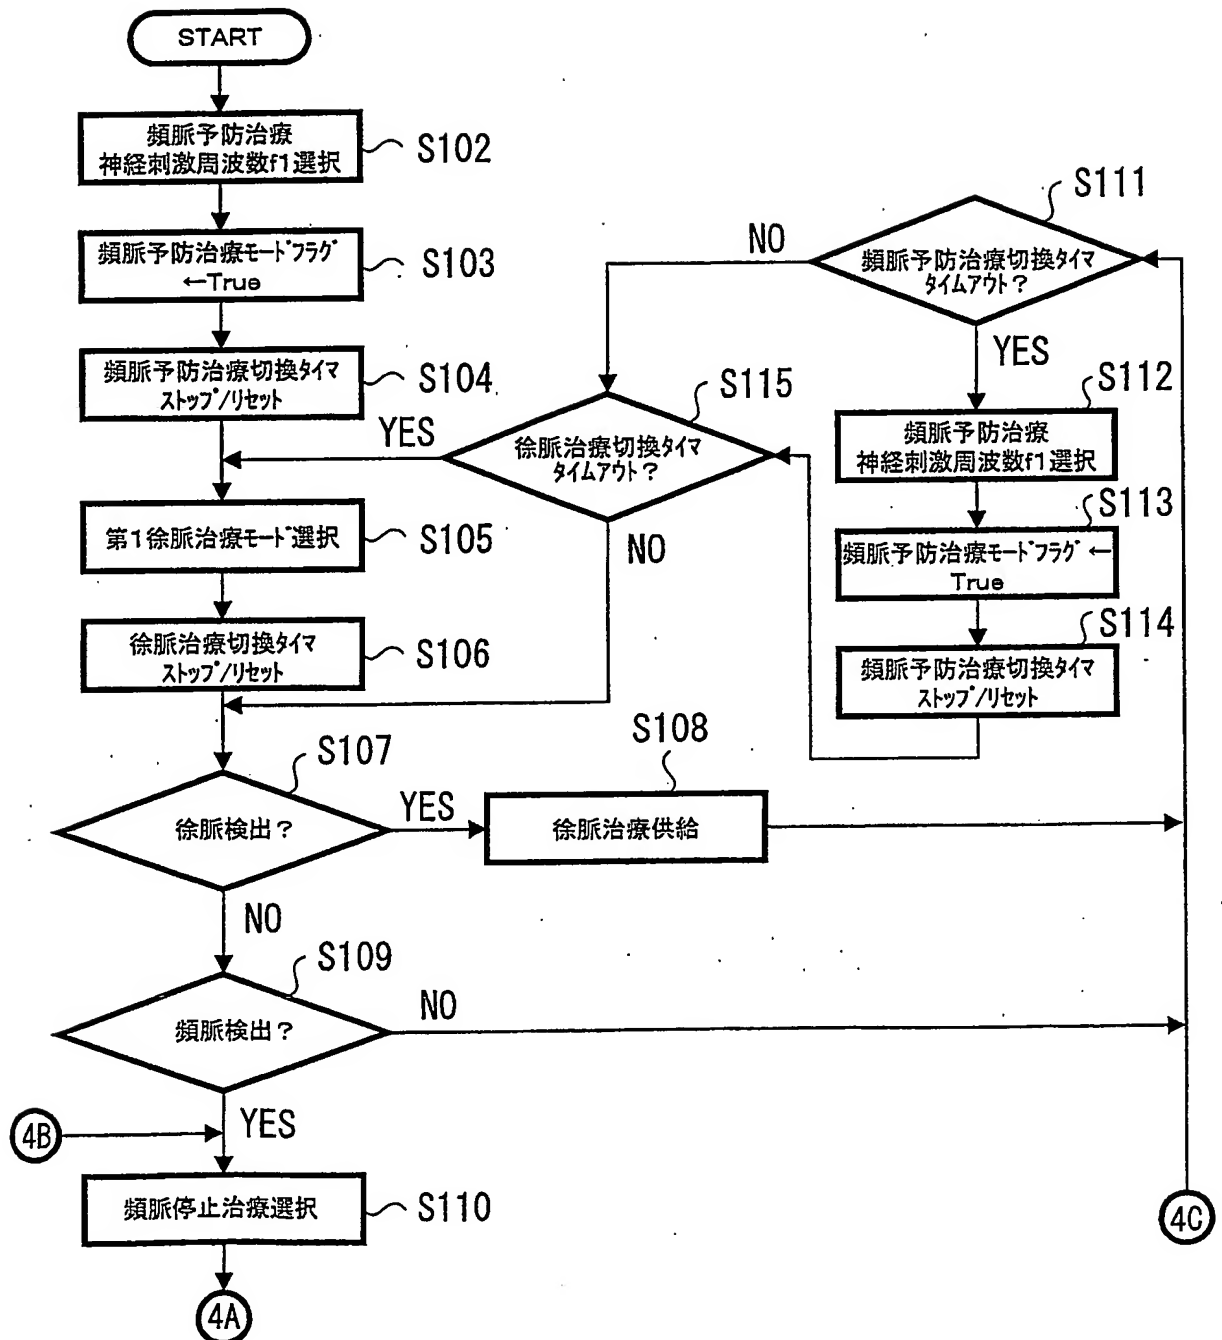 START
頻脈予防治療
神経刺激周波数f1選択
S102
頻脈予防治療モードフラグ
←True
S103
頻脈予防治療切換タイマ
ストップ/リセット
S104
第1徐脈治療モード選択
S105
徐脈治療切換タイマ
ストップ/リセット
S106
S111
頻脈予防治療切換タイマ
タイムアウト?
NO
YES
S112
頻脈予防治療
神経刺激周波数f1選択
S113
頻脈予防治療モードフラグ←
True
S114
頻脈予防治療切換タイマ
ストップ/リセット
S115
徐脈治療切換タイマ
タイムアウト?
YES
NO
S107
徐脈検出?
YES
NO
S108
徐脈治療供給
S109
頻脈検出?
NO
YES
4B
頻脈停止治療選択
S110
4A
4C